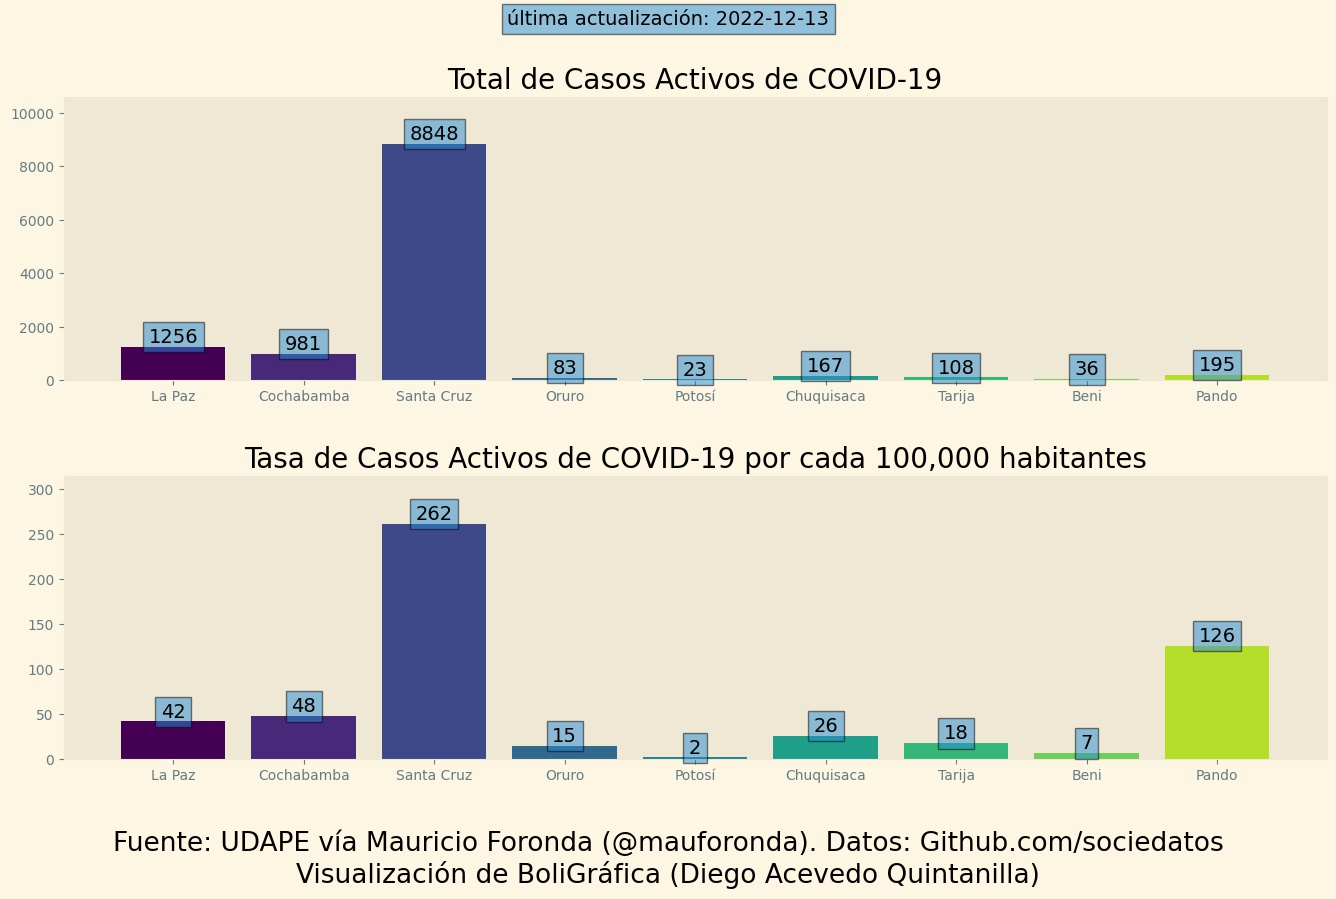 última actualización: 2022-12-13
Total de Casos Activos de COVID-19
10000
8000
6000
4000
2000
0
1256
981
8848
83
23
167
108
36
195
La Paz
Cochabamba
Santa Cruz
Oruro
Potosí
Chuquisaca
Tarija
Beni
Pando
Tasa de Casos Activos de COVID-19 por cada 100,000 habitantes
300
250
200
150
100
50
0
42
48
262
15
2
26
18
7
126
La Paz
Cochabamba
Santa Cruz
Oruro
Potosí
Chuquisaca
Tarija
Beni
Pando
Fuente: UDAPE vía Mauricio Foronda (@mauforonda). Datos: Github.com/sociedatos
Visualización de BoliGráfica (Diego Acevedo Quintanilla)